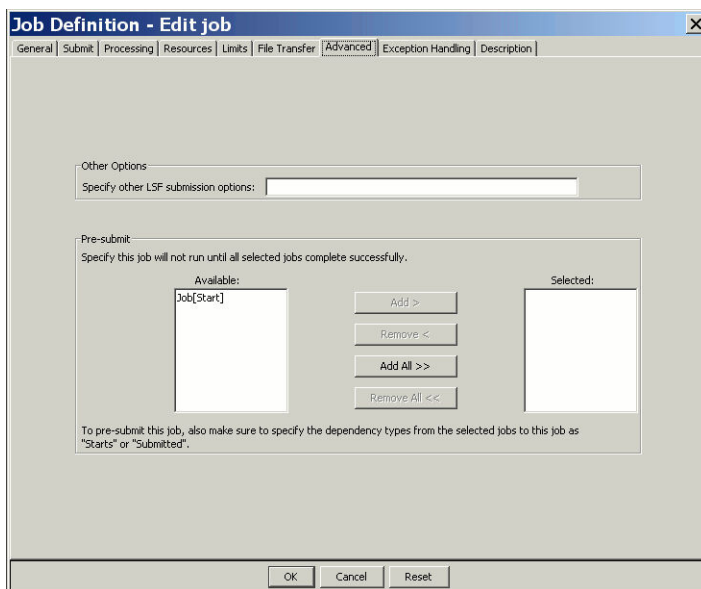 Job Definition - Edit job
General Submit Processing Resources Limits File Transfer Advanced Exception Handling Description
Other Options
Specify other LSF submission options:
Pre-submit
Specify this job will not run until all selected jobs complete successfully.
Available: Selected:
Job[Start]
Add >
Remove <
Add All >>
Remove All <<
To pre-submit this job, also make sure to specify the dependency types from the selected jobs to this job as
"Starts" or "Submitted".
OK Cancel Reset